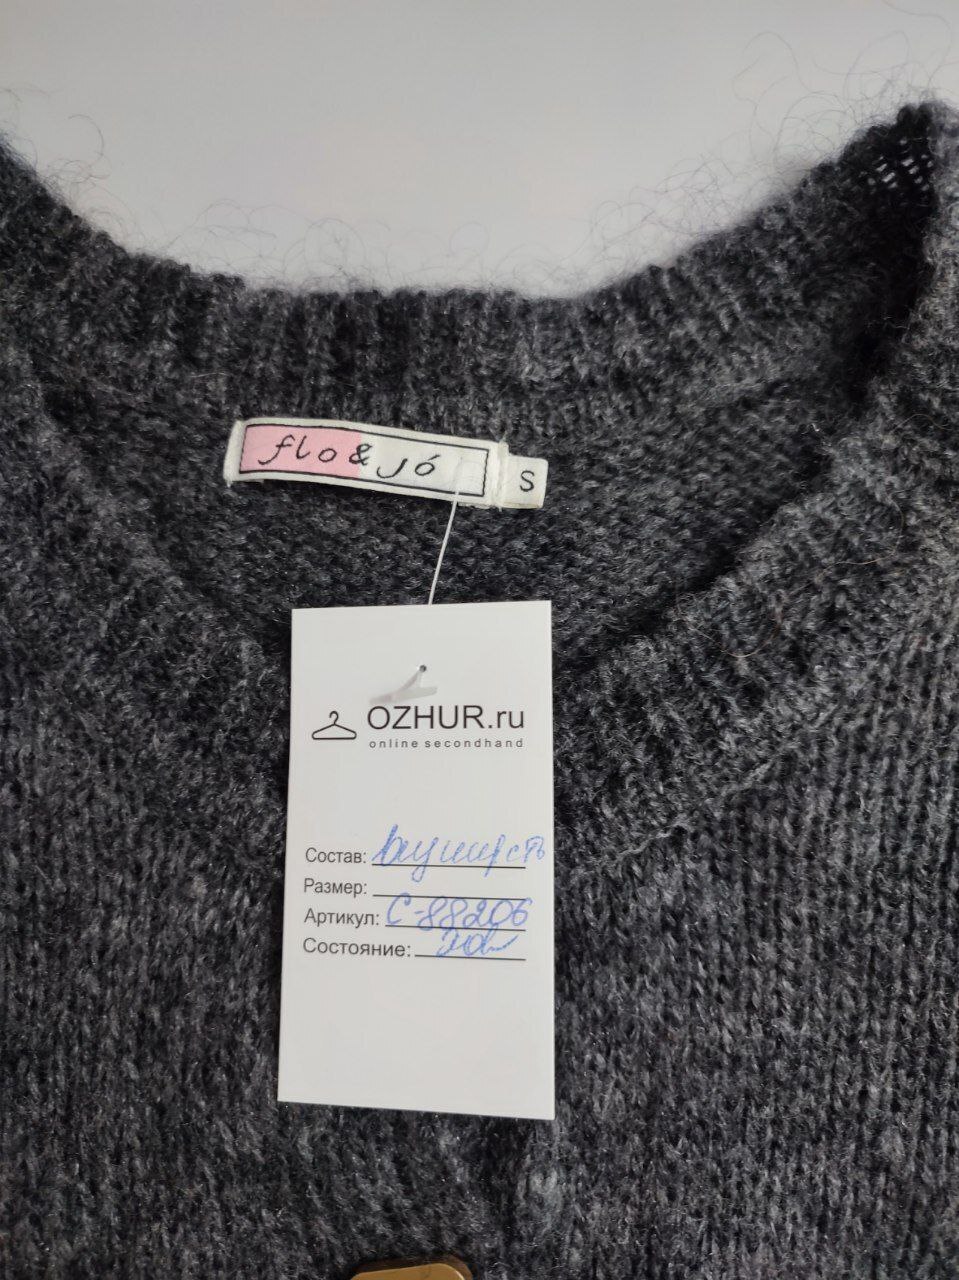 flo & jó
S
OZHUR.ru
online secondhand
Состав:
Размер:
Артикул: С-88206
Состояние: